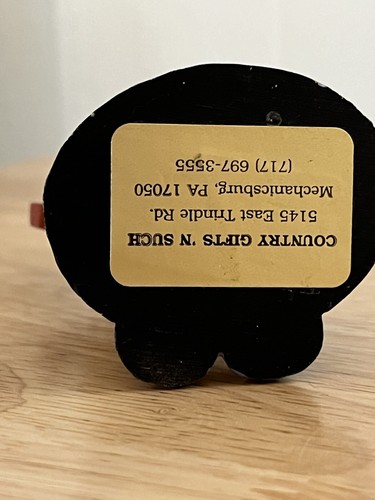 COUNTRY GIFTS 'N SUCH
5145 East Trindle Rd.
Mechanicsburg, PA 17050
(717) 697-3555